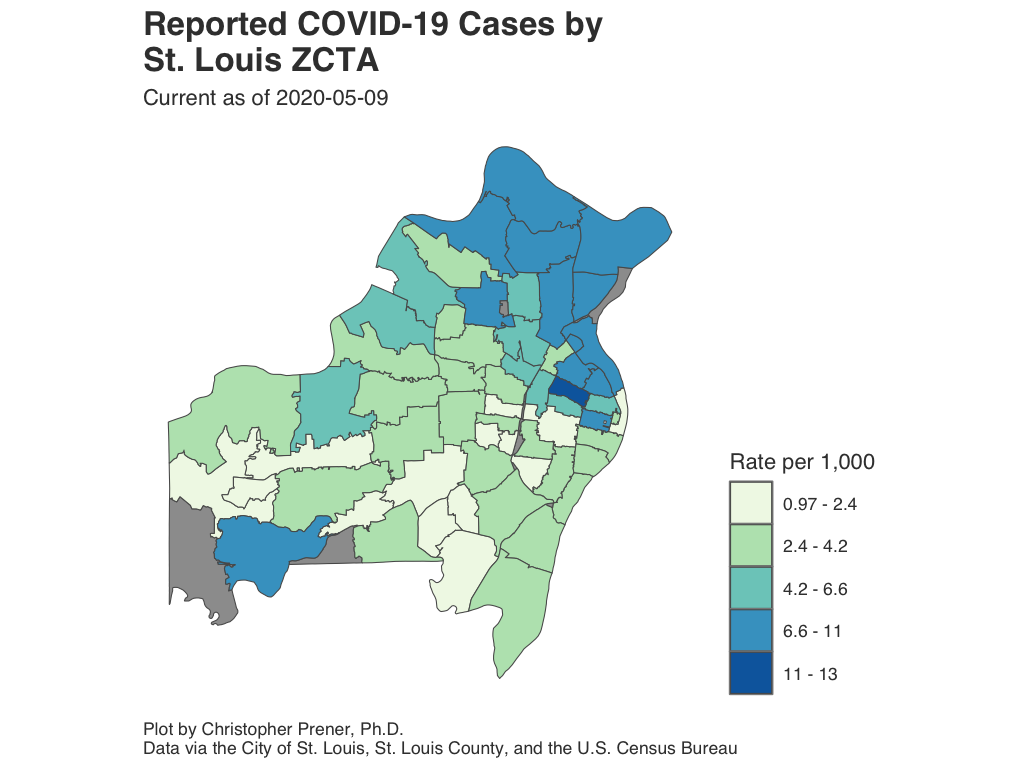 Reported COVID-19 Cases by
St. Louis ZCTA
Current as of 2020-05-09
Rate per 1,000
0.97 - 2.4
2.4 - 4.2
4.2 - 6.6
6.6 - 11
11 - 13
Plot by Christopher Prener, Ph.D.
Data via the City of St. Louis, St. Louis County, and the U.S. Census Bureau